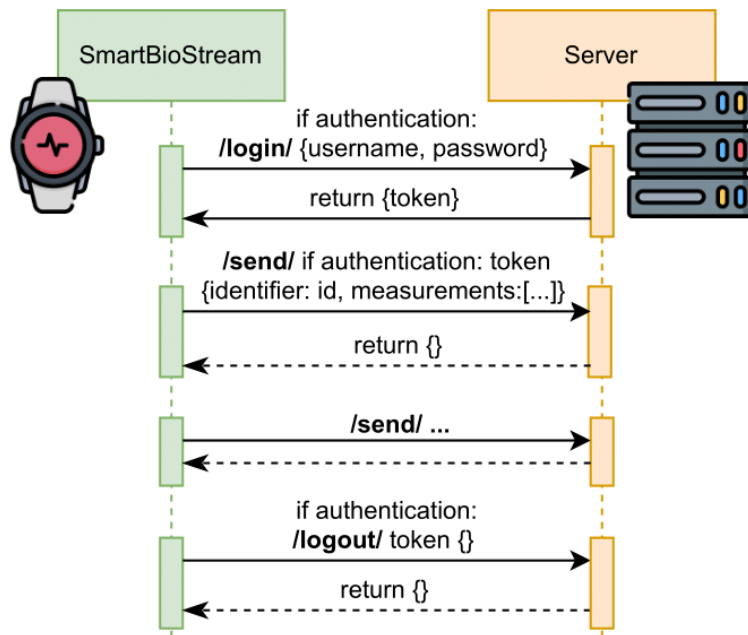 SmartBioStream
Server
if authentication:
/login/ {username, password}
return {token}
/send/ if authentication: token
{identifier: id, measurements:[...]}
return {}
/send/ ...
if authentication:
/logout/ token {}
return {}